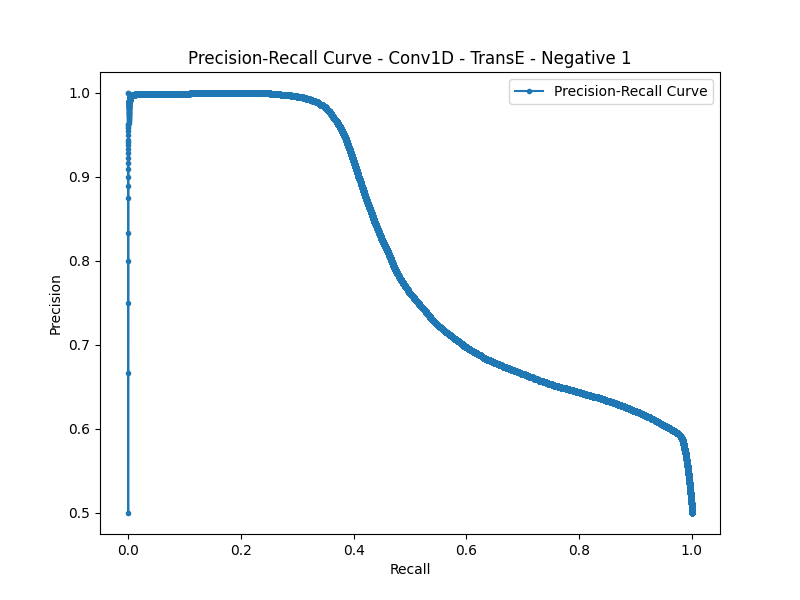 Precision-Recall Curve - Conv1D - TransE - Negative 1
Precision-Recall Curve
1.0
0.9
0.8
0.7
0.6
0.5
Precision
0.0 0.2 0.4 0.6 0.8 1.0
Recall